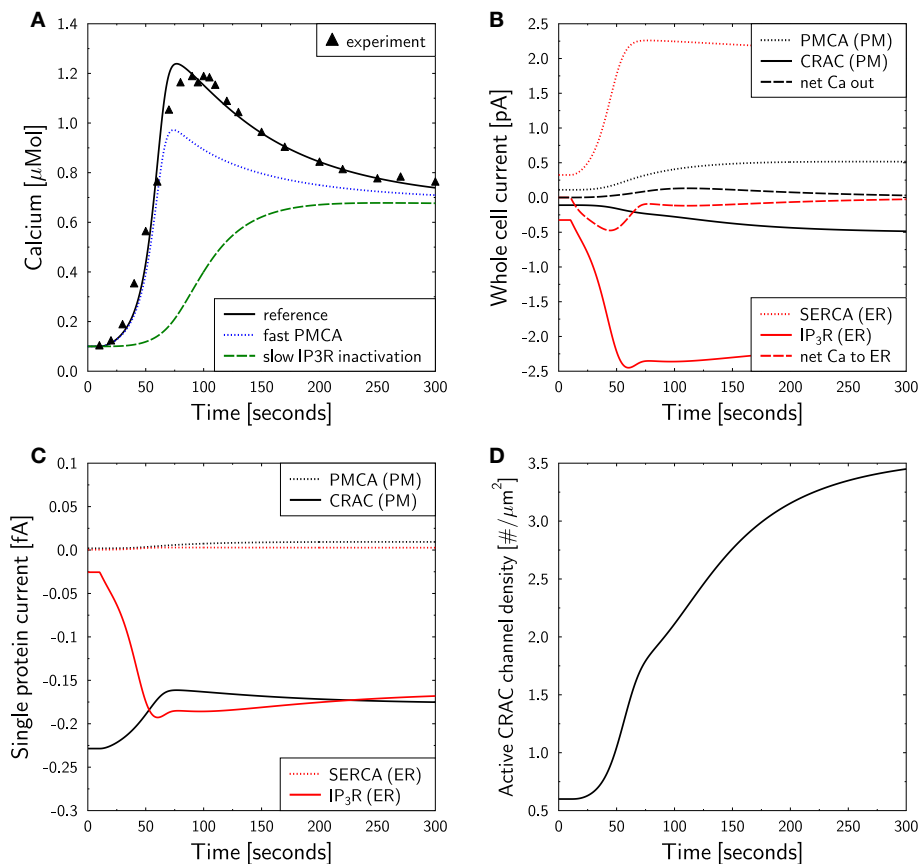 A
1.4
1.2
1.0
0.8
0.6
0.4
0.2
0.0
Calcium [μMol]
experiment
reference
fast PMCA
slow IP3R inactivation
0 50 100 150 200 250 300
Time [seconds]
B
2.5
2.0
1.5
1.0
0.5
0.0
-0.5
-1.0
-1.5
-2.0
-2.5
Whole cell current [pA]
PMCA (PM)
CRAC (PM)
net Ca out
SERCA (ER)
IP₃R (ER)
net Ca to ER
0 50 100 150 200 250 300
Time [seconds]
C
0.1
0.05
0.0
-0.05
-0.1
-0.15
-0.2
-0.25
-0.3
Single protein current [fA]
PMCA (PM)
CRAC (PM)
SERCA (ER)
IP₃R (ER)
0 50 100 150 200 250 300
Time [seconds]
D
3.5
3.0
2.5
2.0
1.5
1.0
0.5
Active CRAC channel density [#/μm²]
0 50 100 150 200 250 300
Time [seconds]